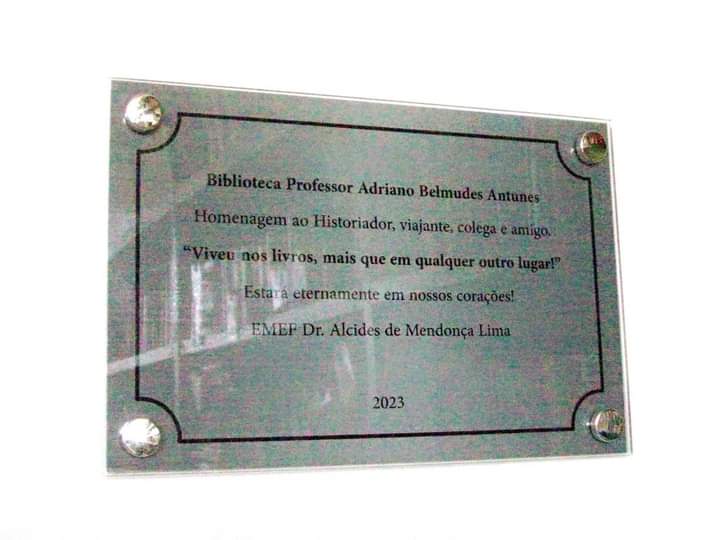 Biblioteca Professor Adriano Belmudes Antunes
Homenagem ao Historiador, viajante, colega e amigo.
“Viveu nos livros, mais que em qualquer outro lugar!”
Estará eternamente em nossos corações!
EMEF Dr. Alcides de Mendonça Lima
2023